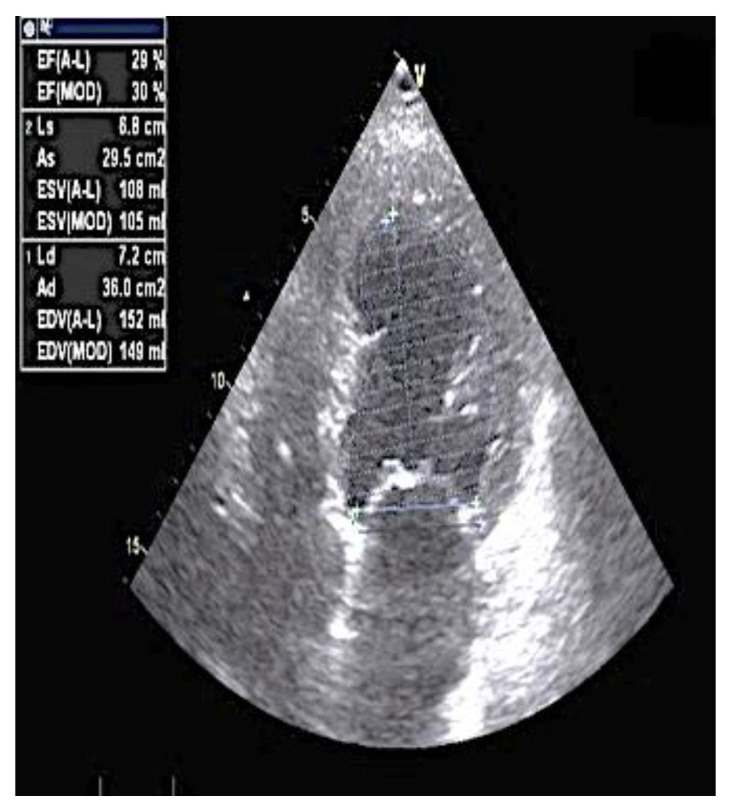 EF(A-L) 29 %
EF(MOD) 30 %
2 Ls 6.8 cm
As 29.5 cm2
ESV(A-L) 108 ml
ESV(MOD) 105 ml
1 Ld 7.2 cm
Ad 36.0 cm2
EDV(A-L) 152 ml
EDV(MOD) 149 ml
V
5
10
15